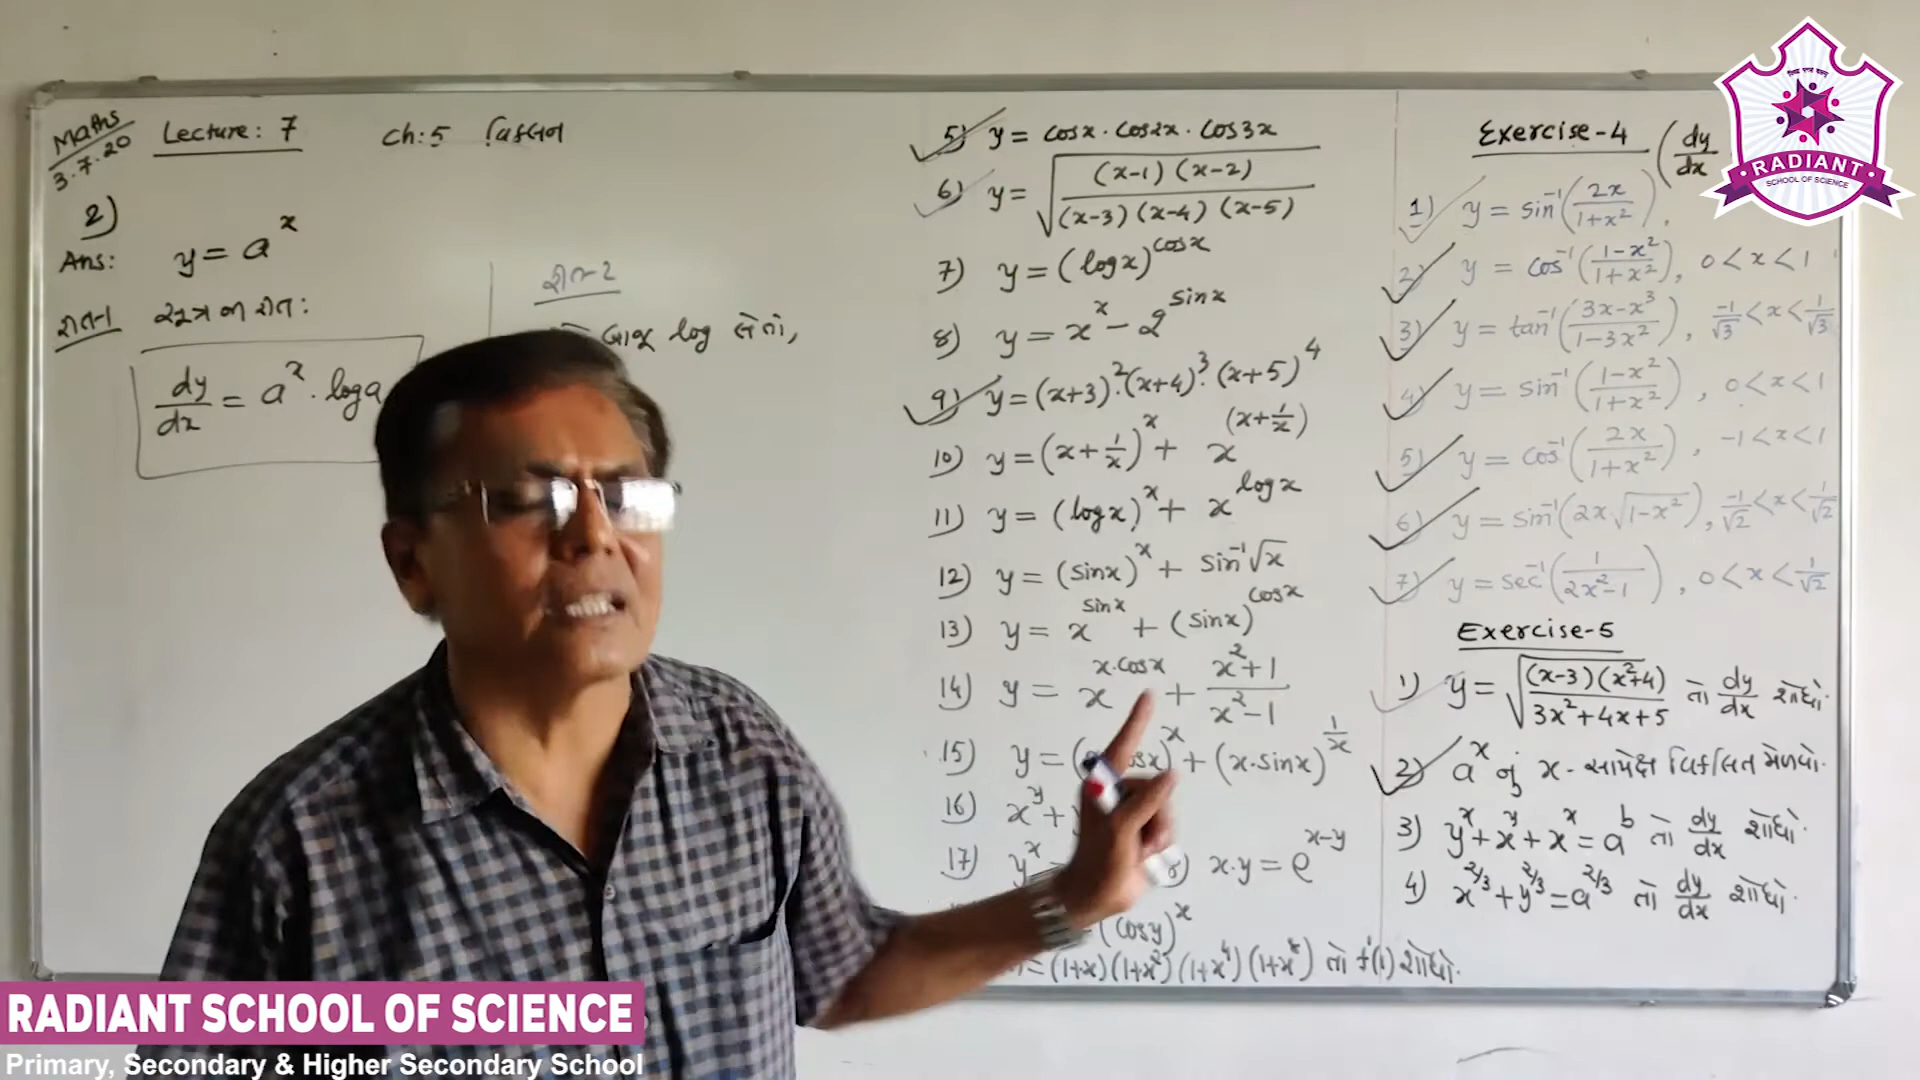 Maths
3.7.20
Lecture: 7
Ch: 5 વિકલન
2)
Ans: y = a^x
રીત-1 સૂત્રની રીત:
dy/dx = a^x · log a
રીત-2
બાજુ log લેતાં,
5) y = cosx · cos2x · cos3x
6) y = √((x-1) (x-2) / (x-3) (x-4) (x-5))
7) y = (logx)^cosx
8) y = x^x - 2^sinx
9) y = (x+3)^2 · (x+4)^3 · (x+5)^4
10) y = (x + 1/x)^x + x^(x + 1/x)
11) y = (logx)^x + x^logx
12) y = (sinx)^x + sin^-1 √x
13) y = x^sinx + (sinx)^cosx
14) y = x^x·cosx + (x^2+1)/(x^2-1)
15) y = (cosx)^x + (x·sinx)^1/x
16) x^y +
17) y^x
x·y = e^x-y
(cosy)^x
= (1+x) (1+x^2) (1+x^4) (1+x^8) તો f'(1) શોધો.
Exercise-4 (dy/dx
1) y = sin^-1 (2x / 1+x^2),
2) y = cos^-1 (1-x^2 / 1+x^2), 0 < x < 1
3) y = tan^-1 (3x-x^3 / 1-3x^2), -1/√3 < x < 1/√3
4) y = sin^-1 (1-x^2 / 1+x^2), 0 < x < 1
5) y = cos^-1 (2x / 1+x^2), -1 < x < 1
6) y = sin^-1 (2x √1-x^2), -1/√2 < x < 1/√2
7) y = sec^-1 (1 / 2x^2-1), 0 < x < 1/√2
Exercise-5
1) y = √((x-3) (x^2+4) / 3x^2+4x+5) તો dy/dx શોધો.
2) a^x નું x-સાપેક્ષ વિકલિત મેળવો.
3) y^x + x^y + x^x = a^b તો dy/dx શોધો.
4) x^2/3 + y^2/3 = a^2/3 તો dy/dx શોધો.
RADIANT
SCHOOL OF SCIENCE
RADIANT SCHOOL OF SCIENCE
Primary, Secondary & Higher Secondary School